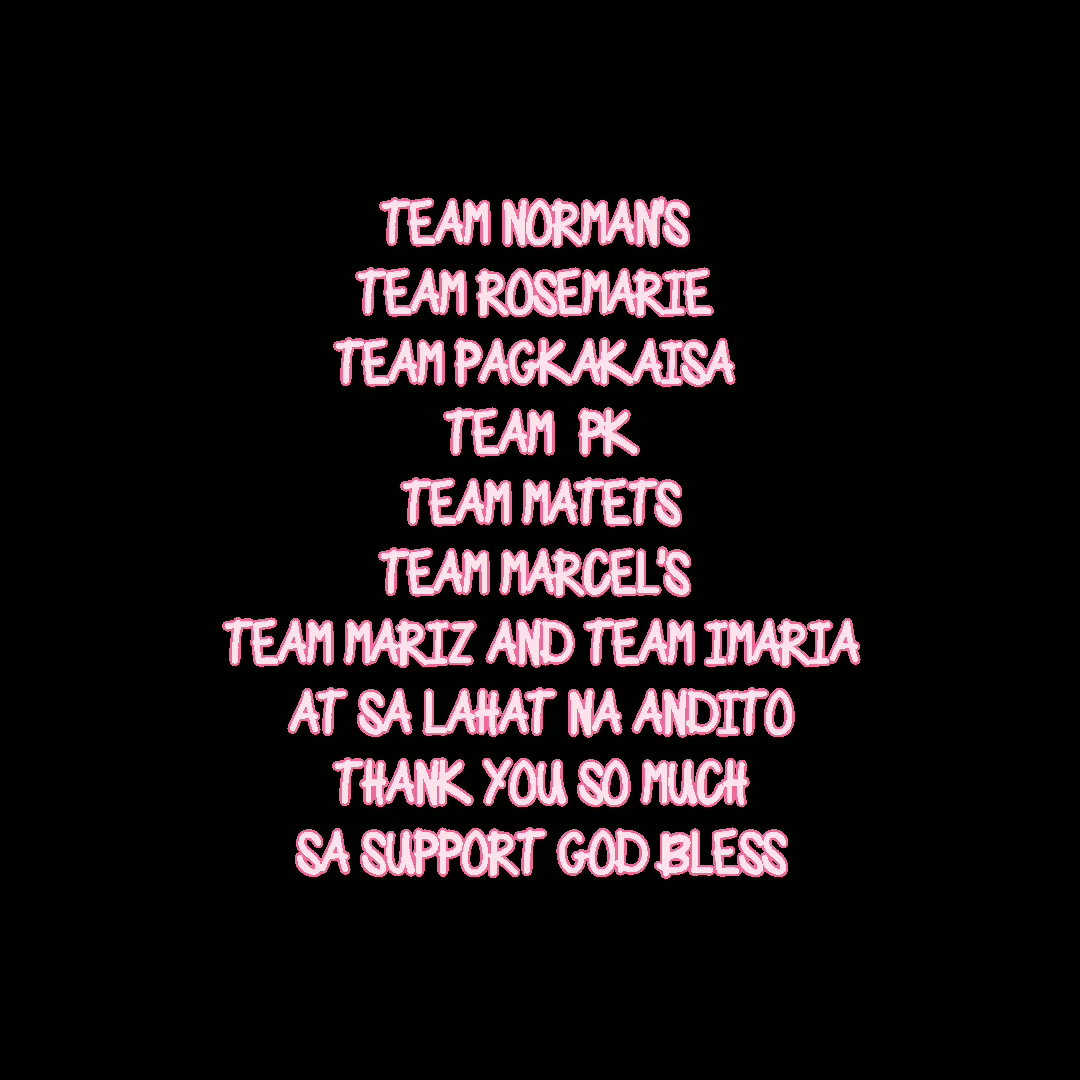 TEAM NORMAN'S
TEAM ROSEMARIE
TEAM PAGKAKAISA
TEAM PK
TEAM MATETS
TEAM MARCEL'S
TEAM MARIZ AND TEAM IMARIA
AT SA LAHAT NA ANDITO
THANK YOU SO MUCH
SA SUPPORT GOD BLESS